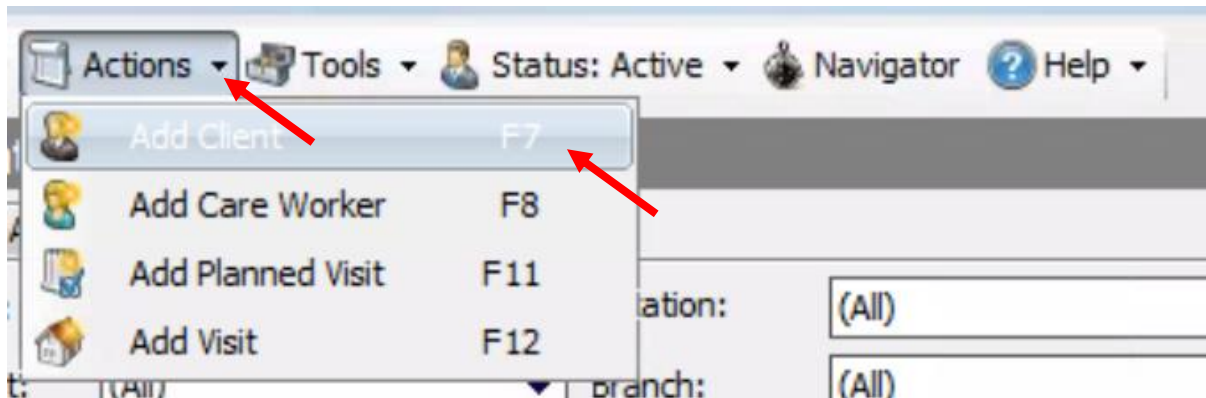 Actions Tools Status: Active Navigator Help
Add Client F7
Add Care Worker F8
Add Planned Visit F11
ation: (All)
Add Visit F12
t: (All) Branch: (All)